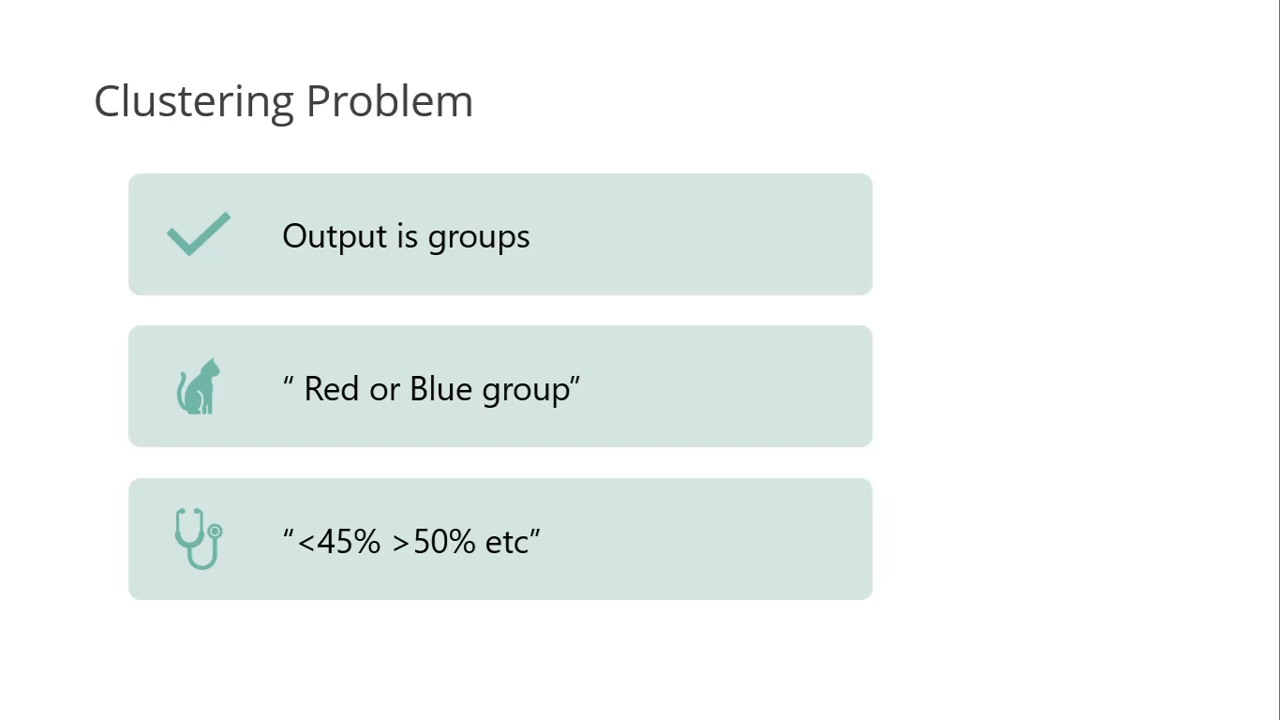 Clustering Problem
Output is groups
“ Red or Blue group”
“<45% >50% etc”